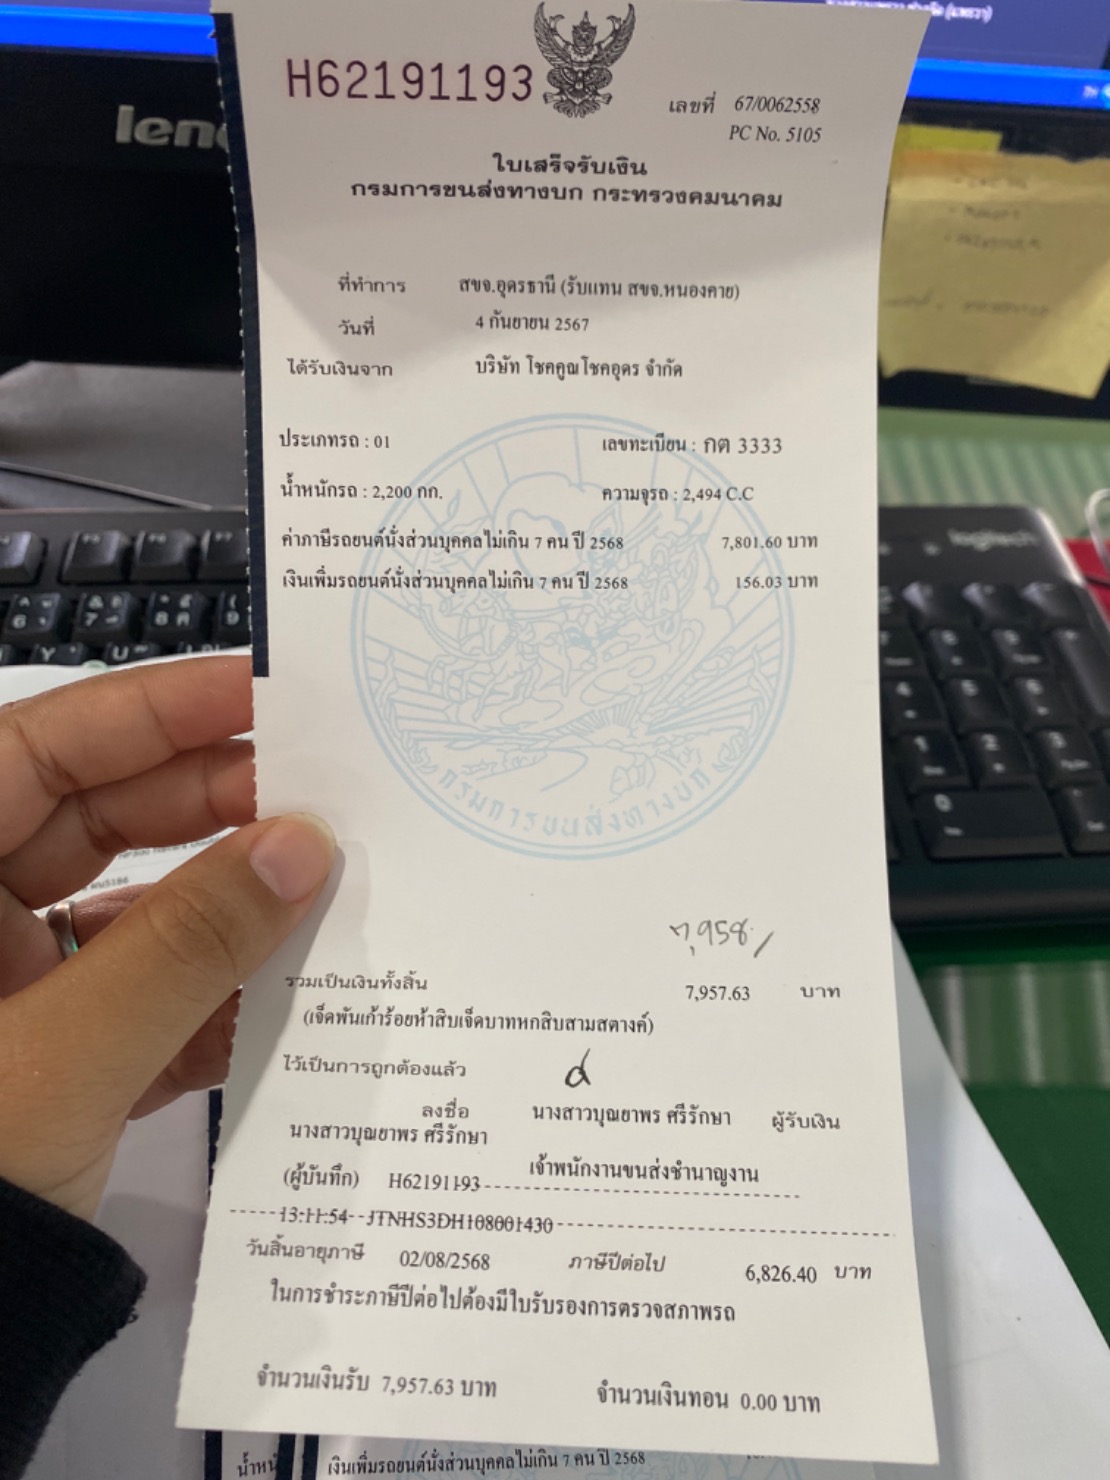 H62191193
เลขที่ 67/0062558
PC No. 5105
ใบเสร็จรับเงิน
กรมการขนส่งทางบก กระทรวงคมนาคม
ที่ทำการ สขจ.อุดรธานี (รับแทน สขจ.หนองคาย)
วันที่ 4 กันยายน 2567
ได้รับเงินจาก บริษัท โชคคูณโชคอุดร จำกัด
ประเภทรถ : 01 เลขทะเบียน : กต 3333
น้ำหนักรถ : 2,200 กก. ความจุรถ : 2,494 C.C
ค่าภาษีรถยนต์นั่งส่วนบุคคลไม่เกิน 7 คน ปี 2568 7,801.60 บาท
เงินเพิ่มรถยนต์นั่งส่วนบุคคลไม่เกิน 7 คน ปี 2568 156.03 บาท
กรมการขนส่งทางบก
7,958/
รวมเป็นเงินทั้งสิ้น 7,957.63 บาท
(เจ็ดพันเก้าร้อยห้าสิบเจ็ดบาทหกสิบสามสตางค์)
ไว้เป็นการถูกต้องแล้ว
ลงชื่อ นางสาวบุณยาพร ศรีรักษา ผู้รับเงิน
นางสาวบุณยาพร ศรีรักษา
(ผู้บันทึก) H62191193 เจ้าพนักงานขนส่งชำนาญงาน
13:11:54 JTNHS3DH108001430
วันสิ้นอายุภาษี 02/08/2568 ภาษีปีต่อไป 6,826.40 บาท
ในการชำระภาษีปีต่อไปต้องมีใบรับรองการตรวจสภาพรถ
จำนวนเงินรับ 7,957.63 บาท จำนวนเงินทอน 0.00 บาท
เงินเพิ่มรถยนต์นั่งส่วนบุคคลไม่เกิน 7 คน ปี 2568
logitech